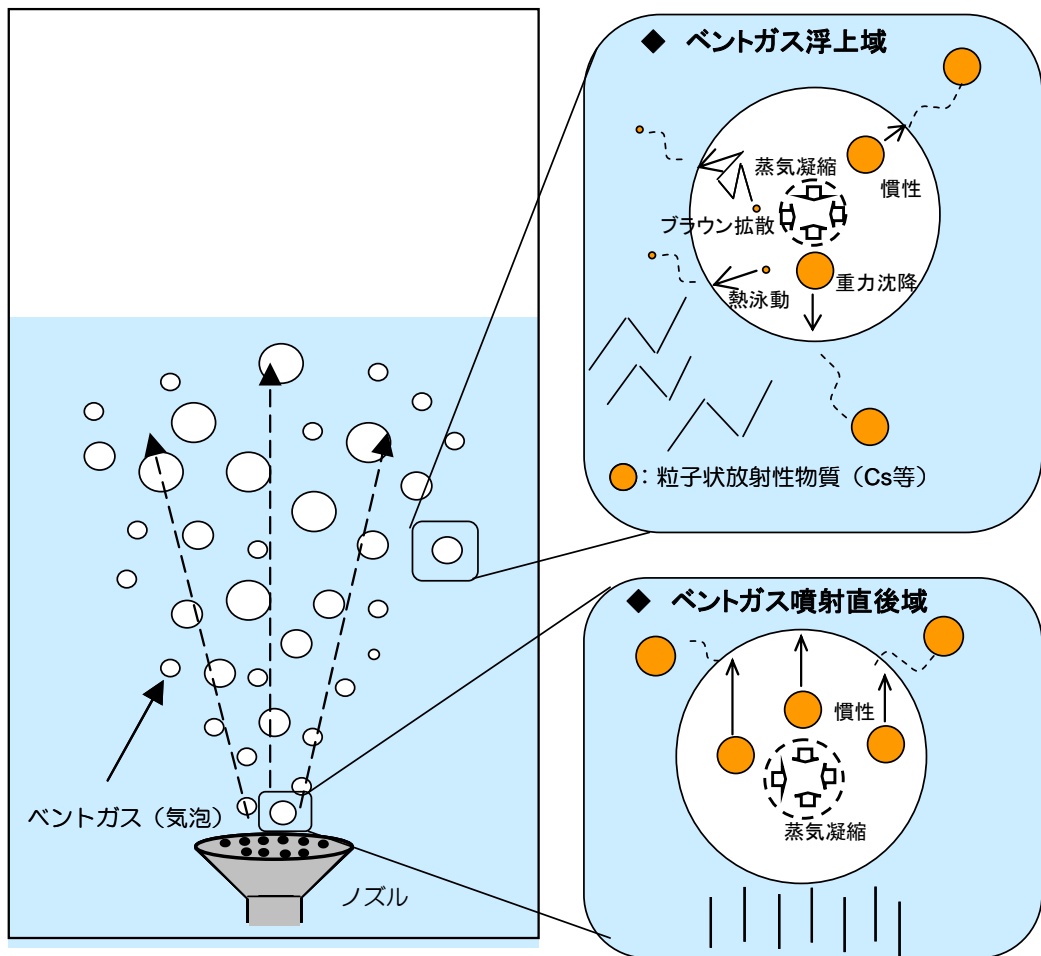 ◆ ベントガス浮上域
蒸気凝縮
慣性
ブラウン拡散
熱泳動
重力沈降
：粒子状放射性物質（Cs等）
◆ ベントガス噴射直後域
慣性
蒸気凝縮
ベントガス（気泡）
ノズル